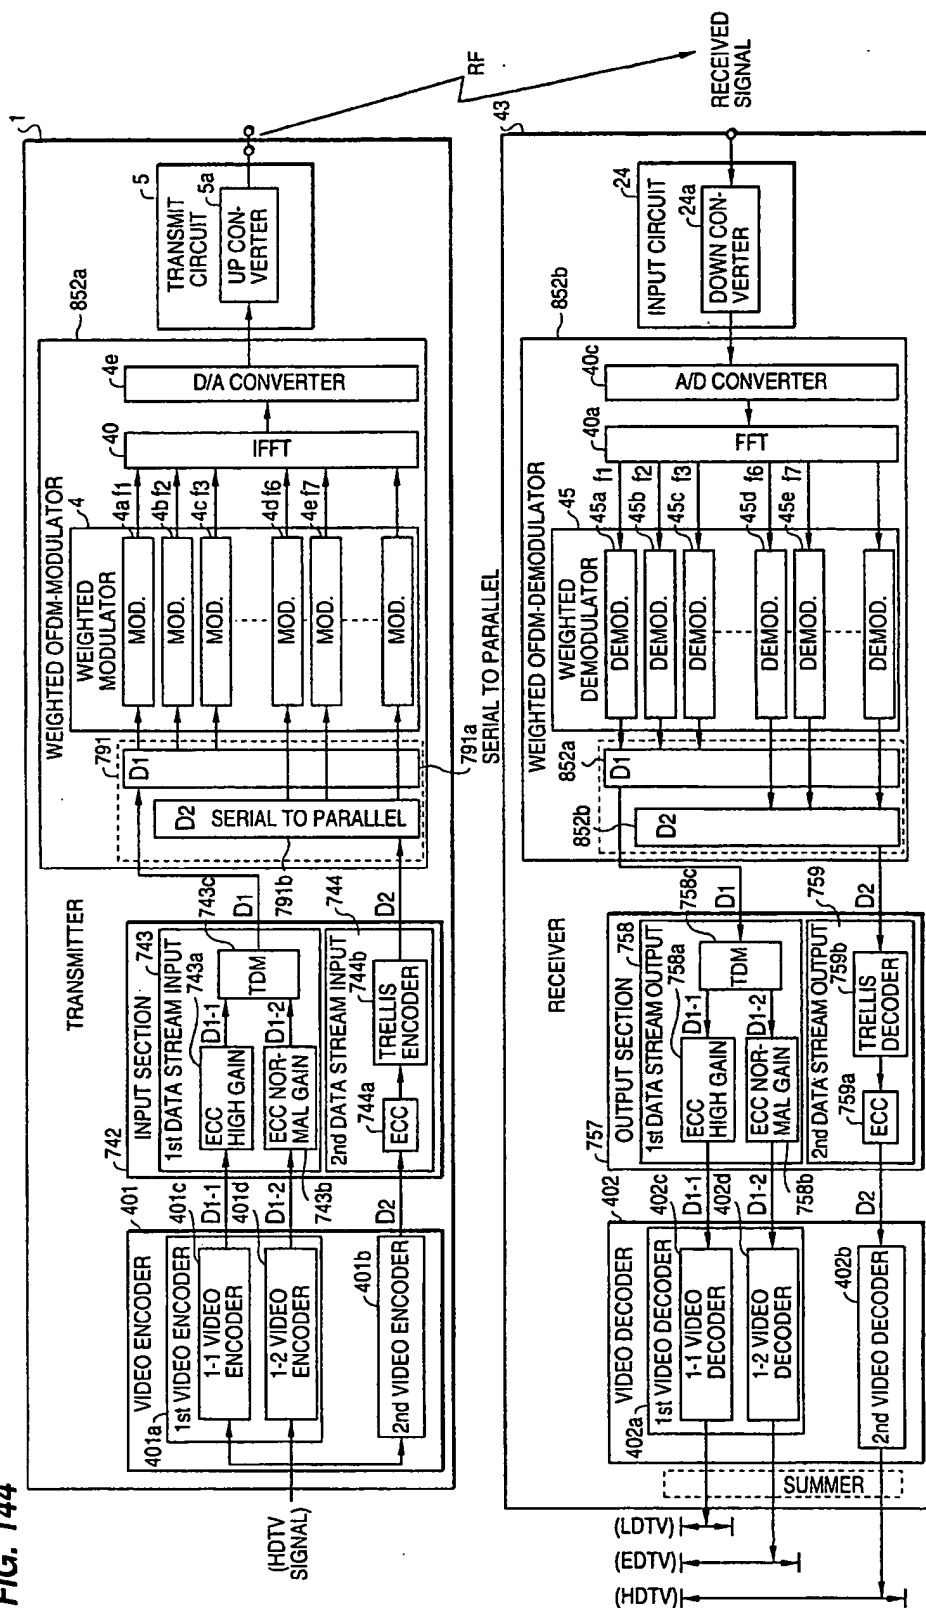 FIG. 144
TRANSMITTER
1
(HDTV
SIGNAL)
401
VIDEO ENCODER
401a
1st VIDEO ENCODER
401c
1-1 VIDEO
ENCODER
401d
1-2 VIDEO
ENCODER
401b
2nd VIDEO ENCODER
D1-1
D1-2
D2
742
INPUT SECTION
743
1st DATA STREAM INPUT
743a
ECC
HIGH GAIN
743b
ECC NOR-
MAL GAIN
D1-1
D1-2
743c
TDM
D1
744
2nd DATA STREAM INPUT
744a
ECC
744b
TRELLIS
ENCODER
D2
852a
WEIGHTED OFDM-MODULATOR
791
D1
791a
SERIAL TO PARALLEL
791b
D2 SERIAL TO PARALLEL
4
WEIGHTED
MODULATOR
MOD.
MOD.
MOD.
MOD.
MOD.
MOD.
4a f1
4b f2
4c f3
4d f6
4e f7
40
IFFT
4e
D/A CONVERTER
5
TRANSMIT
CIRCUIT
5a
UP CON-
VERTER
RF
RECEIVED
SIGNAL
RECEIVER
43
24
INPUT CIRCUIT
24a
DOWN CON-
VERTER
852b
WEIGHTED OFDM-DEMODULATOR
40c
A/D CONVERTER
40a
FFT
45
WEIGHTED
DEMODULATOR
45a f1
45b f2
45c f3
45d f6
45e f7
DEMOD.
DEMOD.
DEMOD.
DEMOD.
DEMOD.
DEMOD.
852a
D1
852b
D2
D1
D2
757
OUTPUT SECTION
758
1st DATA STREAM OUTPUT
758c
TDM
758a
D1-1
ECC
HIGH GAIN
D1-2
ECC NOR-
MAL GAIN
758b
759
2nd DATA STREAM OUTPUT
759b
TRELLIS
DECODER
759a
ECC
D1-1
D1-2
D2
402
VIDEO DECODER
402a
1st VIDEO DECODER
402c
1-1 VIDEO
DECODER
402d
1-2 VIDEO
DECODER
402b
2nd VIDEO DECODER
SUMMER
(LDTV)
(EDTV)
(HDTV)